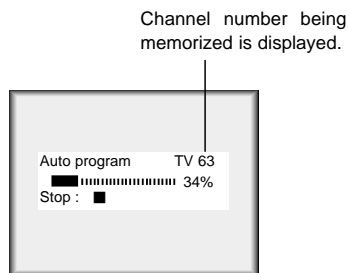 Channel number being
memorized is displayed.
Auto program TV 63
34%
Stop : ■